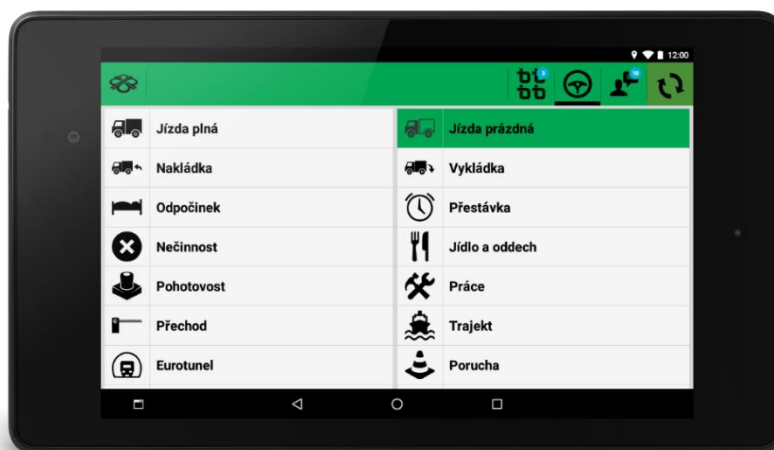 12:00
Jízda plná
Jízda prázdná
Nakládka
Vykládka
Odpočinek
Přestávka
Nečinnost
Jídlo a oddech
Pohotovost
Práce
Přechod
Trajekt
Eurotunel
Porucha